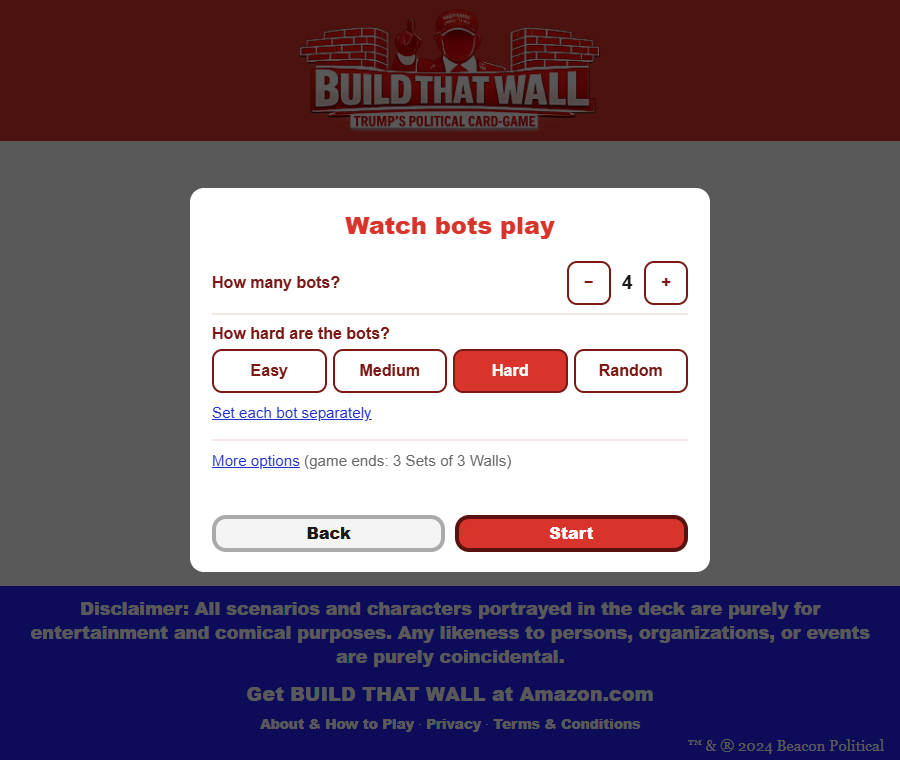 BUILD THAT WALL
TRUMP'S POLITICAL CARD-GAME
Watch bots play
How many bots?
− 4 +
How hard are the bots?
Easy Medium Hard Random
Set each bot separately
More options (game ends: 3 Sets of 3 Walls)
Back Start
Disclaimer: All scenarios and characters portrayed in the deck are purely for
entertainment and comical purposes. Any likeness to persons, organizations, or events
are purely coincidental.
Get BUILD THAT WALL at Amazon.com
About & How to Play · Privacy · Terms & Conditions
™ & ® 2024 Beacon Political